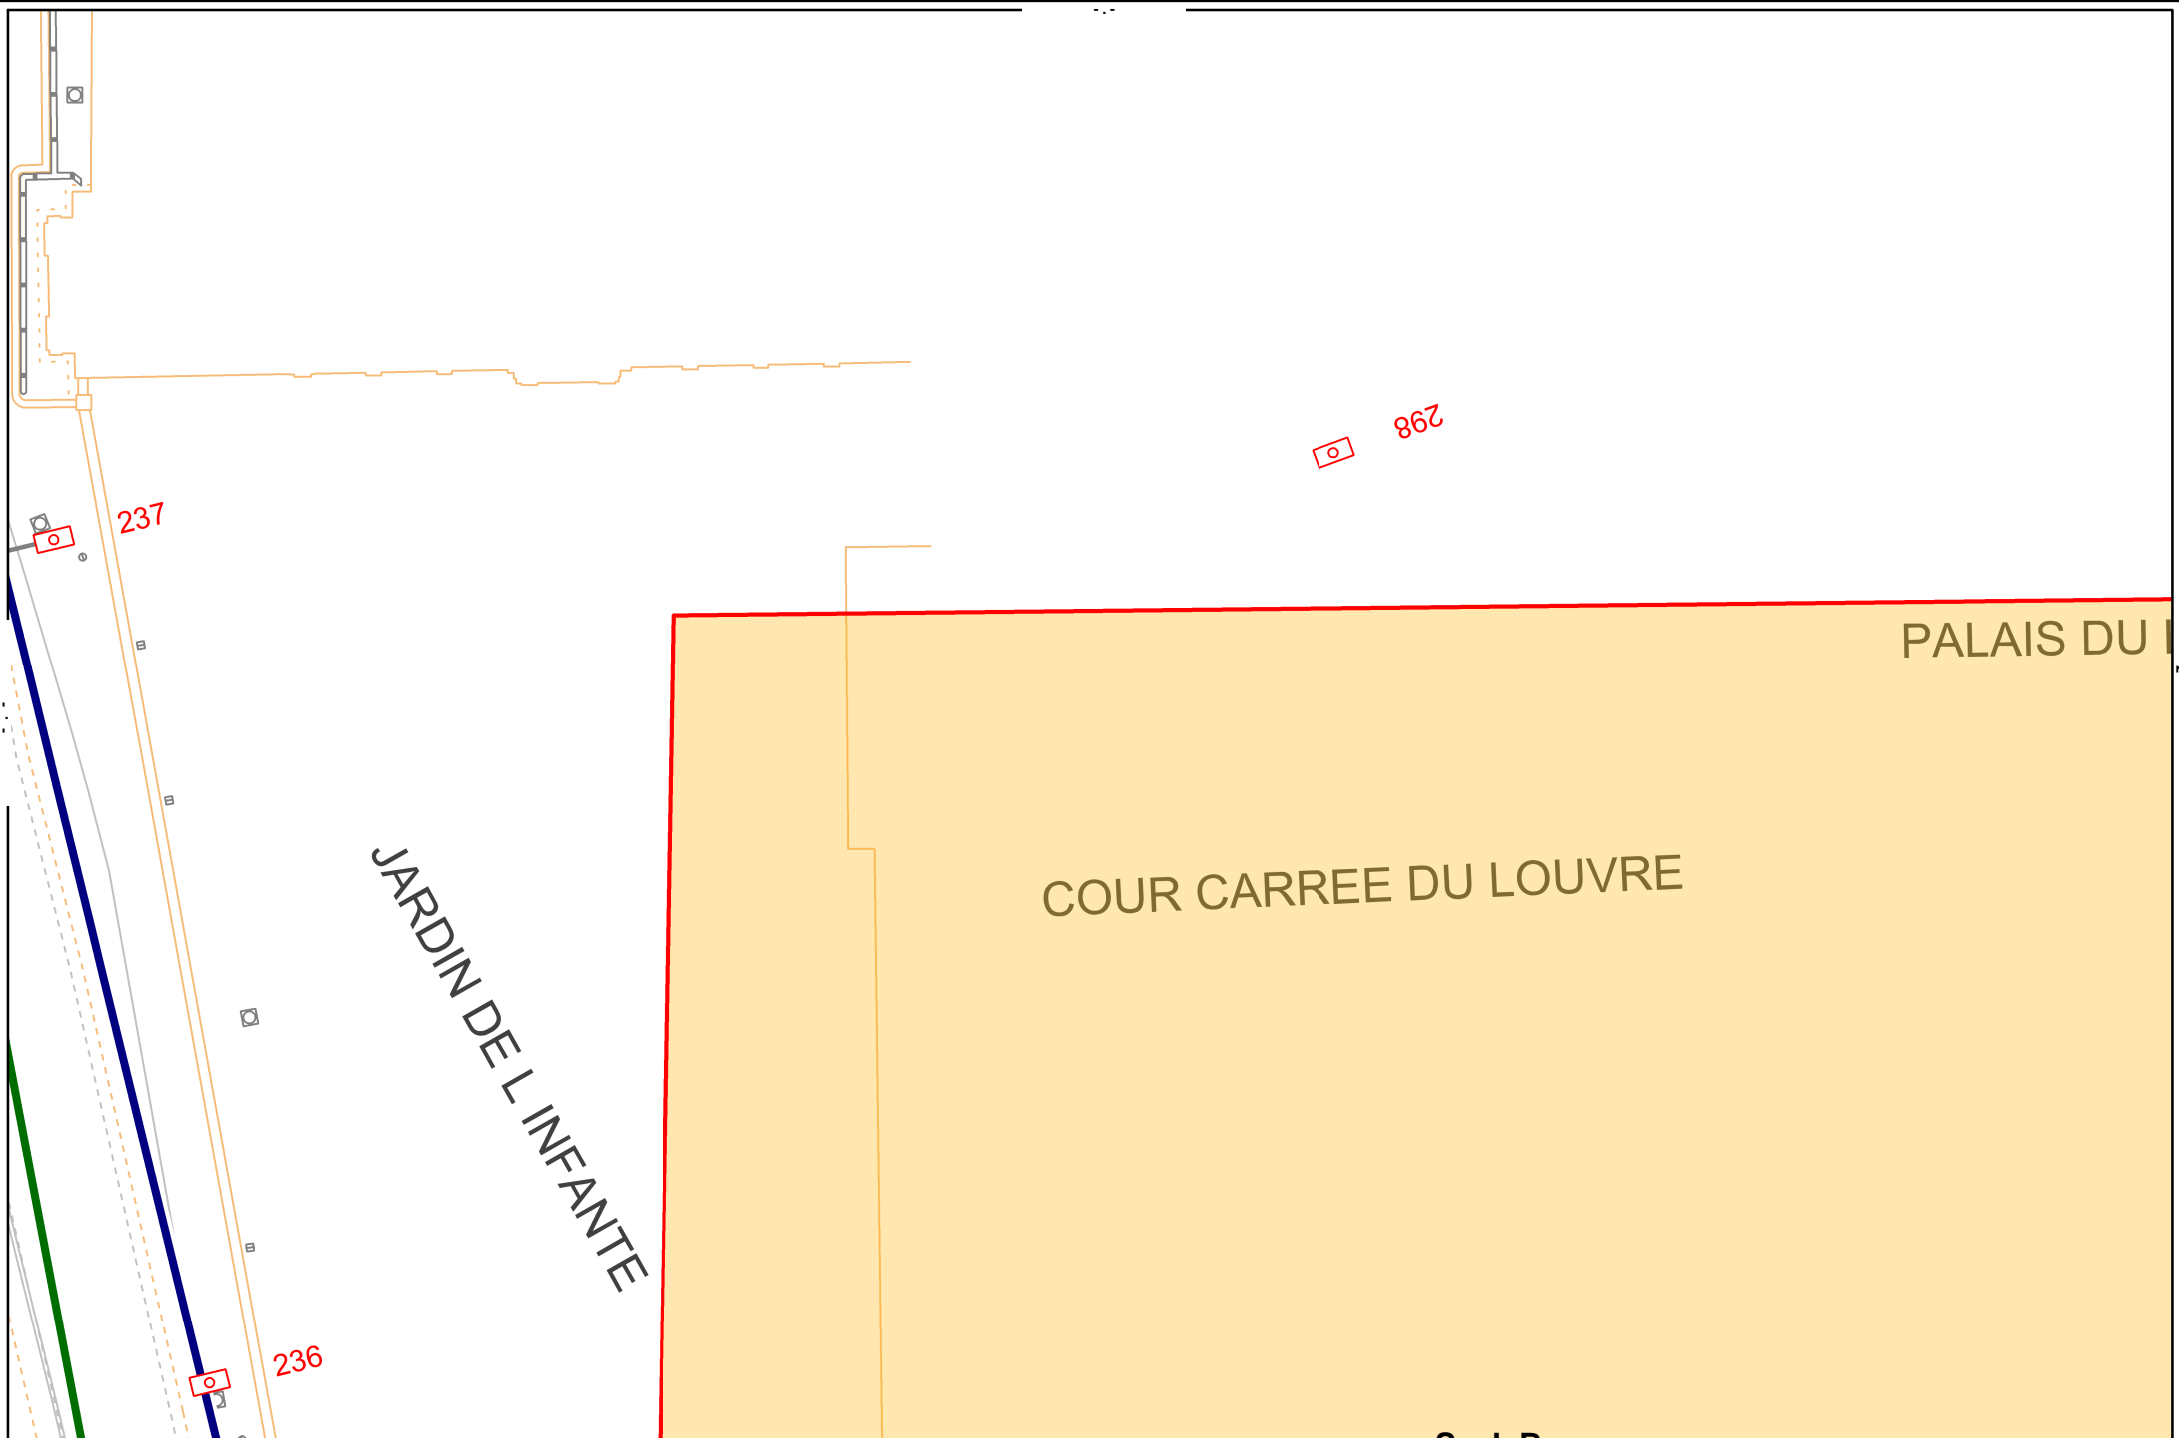 298
237
PALAIS DU
COUR CARREE DU LOUVRE
JARDIN DE L INFANTE
236